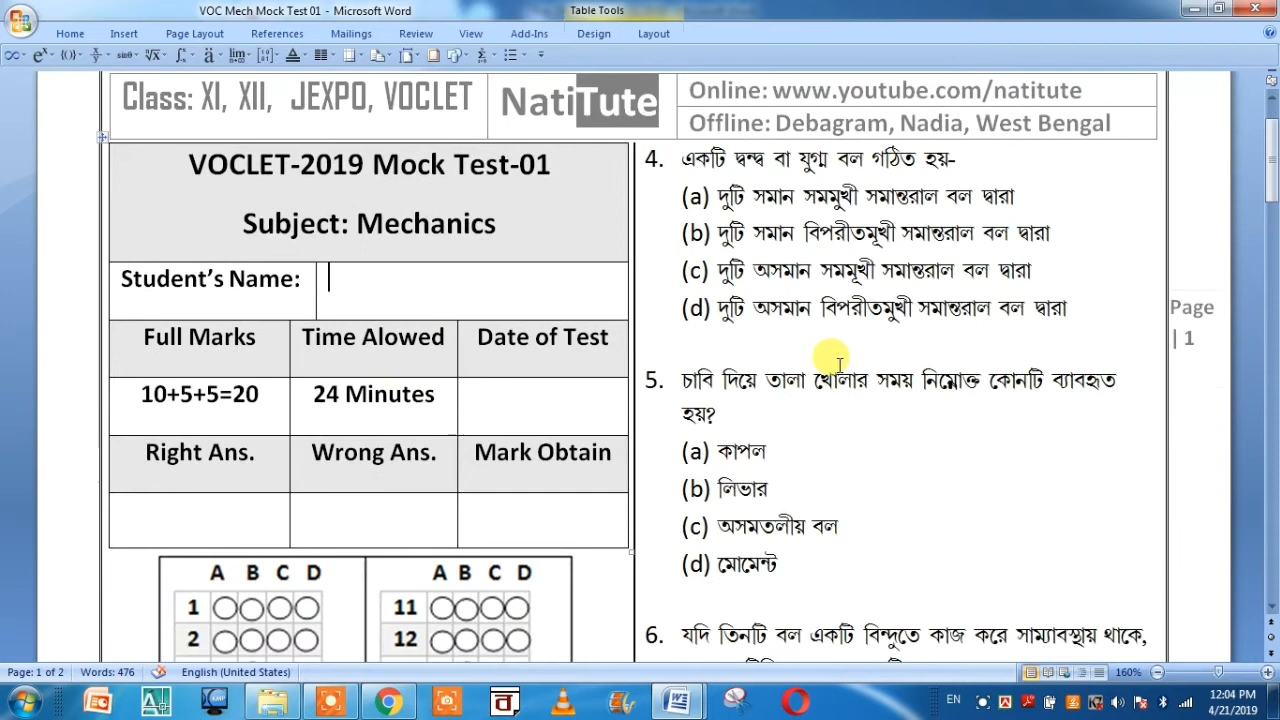 VOC Mech Mock Test 01 - Microsoft Word
Table Tools
Home Insert Page Layout References Mailings Review View Add-Ins Design Layout
Class: XI, XII, JEXPO, VOCLET
NatiTute
Online: www.youtube.com/natitute
Offline: Debagram, Nadia, West Bengal
VOCLET-2019 Mock Test-01
Subject: Mechanics
Student's Name:
Full Marks Time Alowed Date of Test
10+5+5=20 24 Minutes
Right Ans. Wrong Ans. Mark Obtain
A B C D A B C D
1 11
2 12
4. একটি দ্বন্দ্ব বা যুগ্ম বল গঠিত হয়-
(a) দুটি সমান সমমুখী সমান্তরাল বল দ্বারা
(b) দুটি সমান বিপরীতমূখী সমান্তরাল বল দ্বারা
(c) দুটি অসমান সমমূখী সমান্তরাল বল দ্বারা
(d) দুটি অসমান বিপরীতমুখী সমান্তরাল বল দ্বারা
5. চাবি দিয়ে তালা খোলার সময় নিম্নোক্ত কোনটি ব্যাবহৃত
হয়?
(a) কাপল
(b) লিভার
(c) অসমতলীয় বল
(d) মোমেন্ট
6. যদি তিনটি বল একটি বিন্দুতে কাজ করে সাম্যাবস্থায় থাকে,
Page
| 1
Page: 1 of 2 Words: 476 English (United States) 160%
EN 12:04 PM
4/21/2019